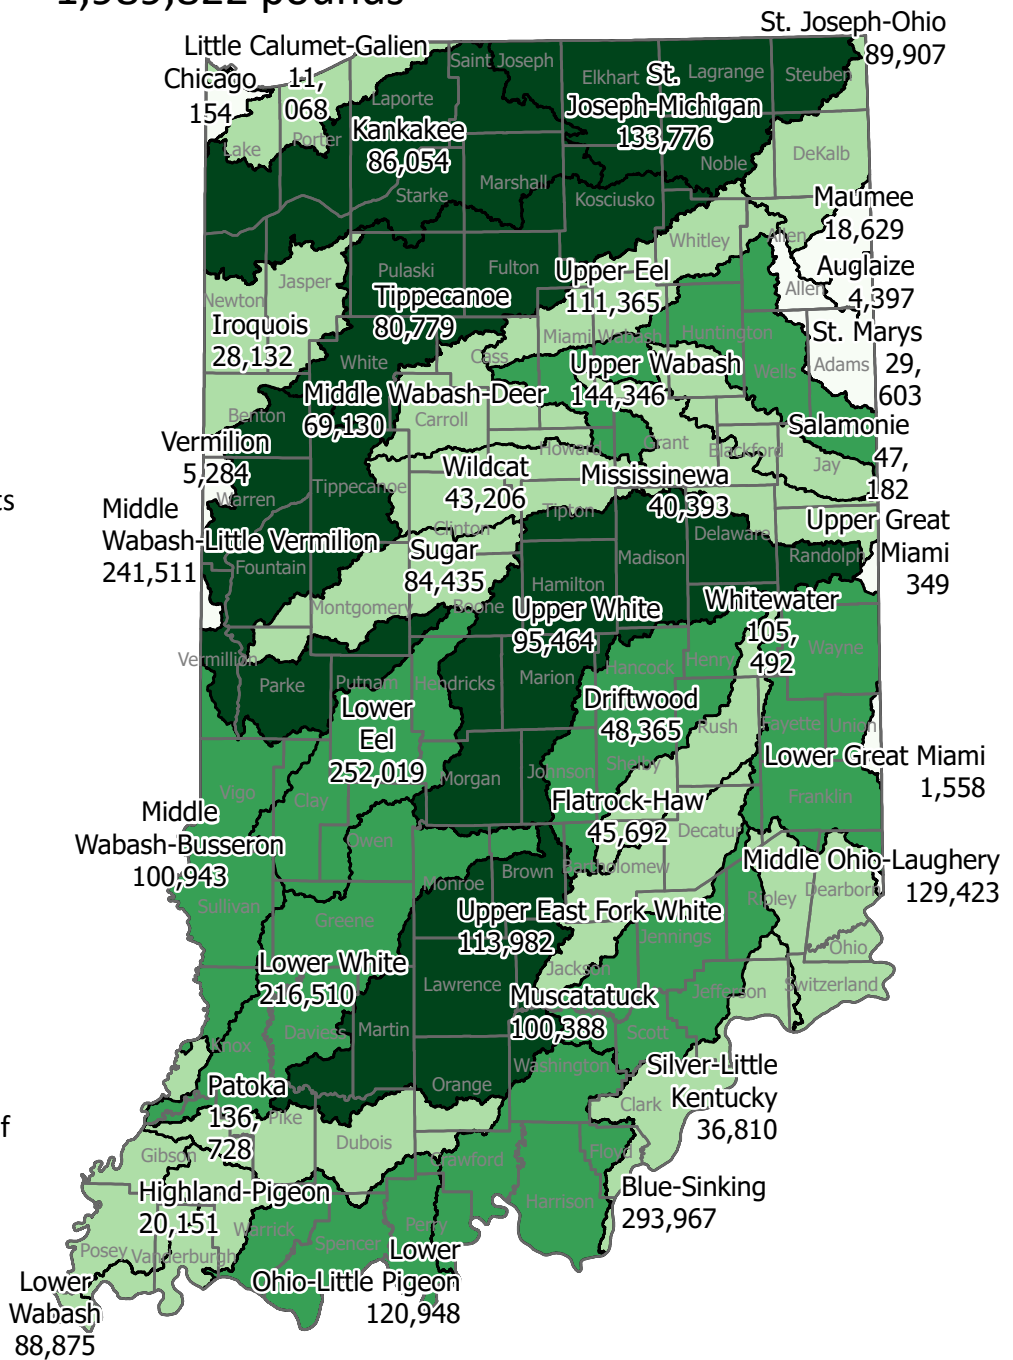 1,989,822 pounds
St. Joseph-Ohio
89,907
Little Calumet-Galien
11,
068
Chicago
154
Saint Joseph
Elkhart
Lagrange
Steuben
St.
Joseph-Michigan
133,776
Laporte
Porter
Lake
Kankakee
86,054
Noble
DeKalb
Starke
Marshall
Kosciusko
Maumee
18,629
Whitley
Allen
Auglaize
4,397
Allen
Jasper
Newton
Pulaski
Fulton
Upper Eel
111,365
Tippecanoe
80,779
Iroquois
28,132
Miami
Wabash
Huntington
St. Marys
29,
603
Wells
Adams
White
Cass
Upper Wabash
144,346
Middle Wabash-Deer
69,130
Benton
Carroll
Salamonie
47,
182
Vermilion
5,284
Howard
Grant
Blackford
Jay
Wildcat
43,206
Mississinewa
40,393
Warren
Tippecanoe
ts
Middle
Wabash-Little Vermilion
241,511
Tipton
Clinton
Delaware
Upper Great
Miami
349
Sugar
84,435
Madison
Randolph
Fountain
Hamilton
Montgomery
Boone
Upper White
95,464
Whitewater
105,
492
Wayne
Vermillion
Parke
Putnam
Hendricks
Marion
Hancock
Henry
Lower
Eel
252,019
Driftwood
48,365
Rush
Fayette
Union
Lower Great Miami
1,558
Morgan
Johnson
Shelby
Vigo
Clay
Franklin
Middle
Wabash-Busseron
100,943
Flatrock-Haw
45,692
Decatur
Owen
Middle Ohio-Laughery
129,423
Monroe
Brown
Bartholomew
Ripley
Dearborn
Sullivan
Greene
Upper East Fork White
113,982
Jennings
Ohio
Lower White
216,510
Jackson
Lawrence
Jefferson
Switzerland
Muscatatuck
100,388
Daviess
Martin
Scott
Knox
Washington
Silver-Little
Kentucky
36,810
Patoka
136,
728
Orange
Clark
Pike
f
Dubois
Gibson
Crawford
Floyd
Highland-Pigeon
20,151
Blue-Sinking
293,967
Harrison
Warrick
Spencer
Perry
Posey
Vanderburgh
Lower
Ohio-Little Pigeon
120,948
Lower
Wabash
88,875